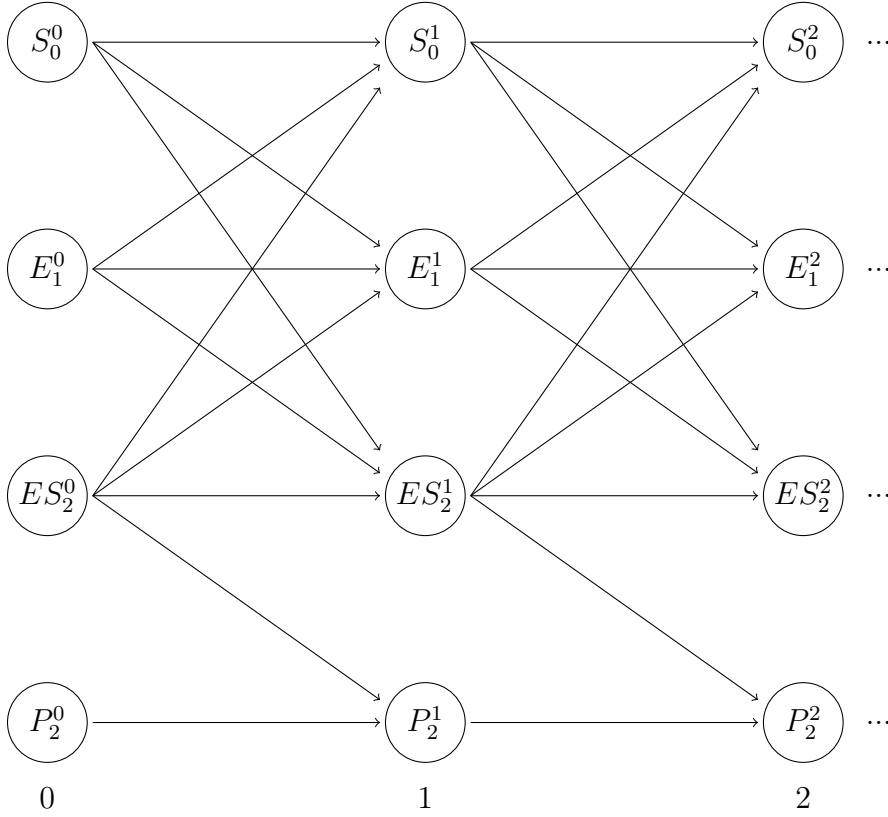 $S_0^0$ $S_0^1$ $S_0^2$ ...
$E_1^0$ $E_1^1$ $E_1^2$ ...
$ES_2^0$ $ES_2^1$ $ES_2^2$ ...
$P_2^0$ $P_2^1$ $P_2^2$ ...
0 1 2